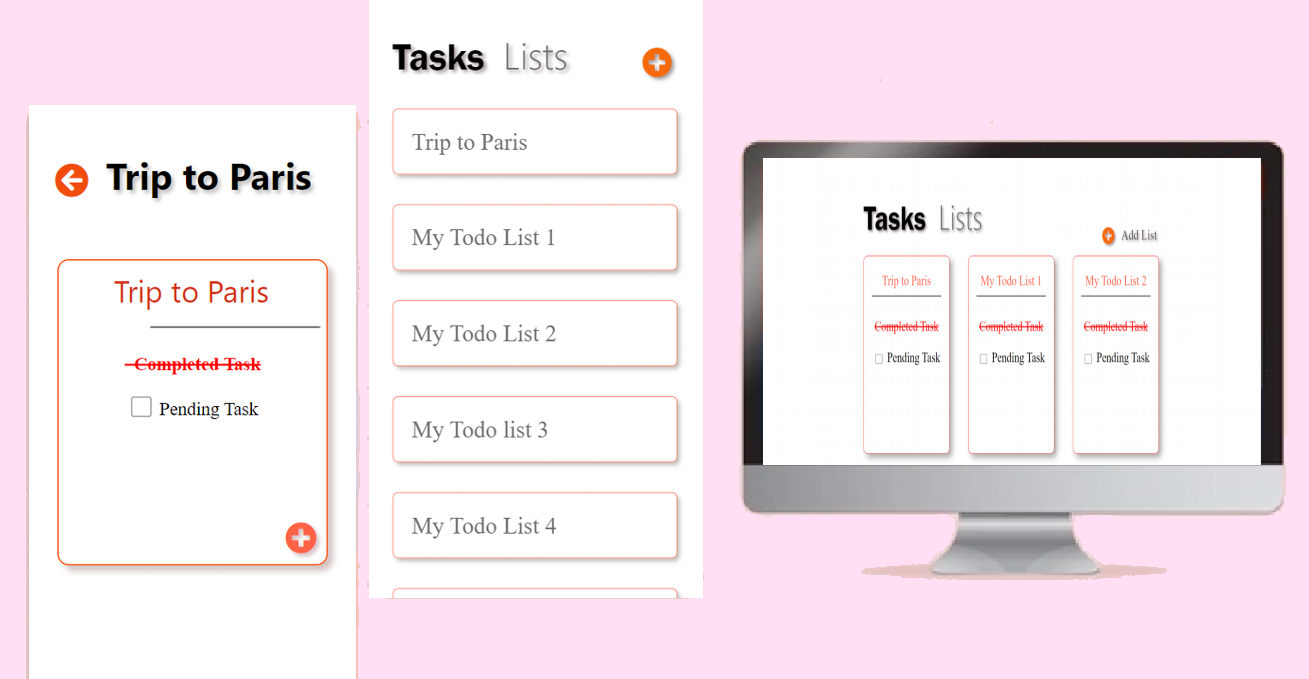 Trip to Paris
Trip to Paris
Completed Task
Pending Task
Tasks Lists
Trip to Paris
My Todo List 1
My Todo List 2
My Todo list 3
My Todo List 4
Tasks Lists
Add List
Trip to Paris
My Todo List 1
My Todo List 2
Completed Task
Completed Task
Completed Task
Pending Task
Pending Task
Pending Task